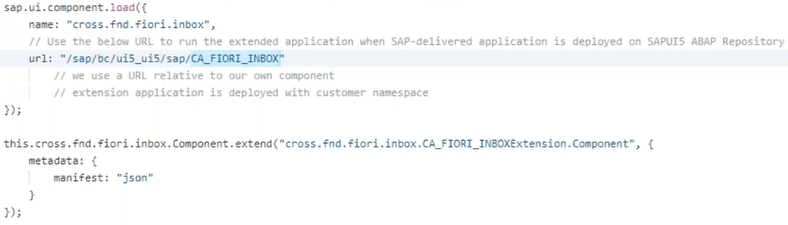 sap.ui.component.load({
name: "cross.fnd.fiori.inbox",
// Use the below URL to run the extended application when SAP-delivered application is deployed on SAPUI5 ABAP Repository
url: "/sap/bc/ui5_ui5/sap/CA_FIORI_INBOX"
// we use a URL relative to our own component
// extension application is deployed with customer namespace
});
this.cross.fnd.fiori.inbox.Component.extend("cross.fnd.fiori.inbox.CA_FIORI_INBOXExtension.Component", {
metadata: {
manifest: "json"
}
});